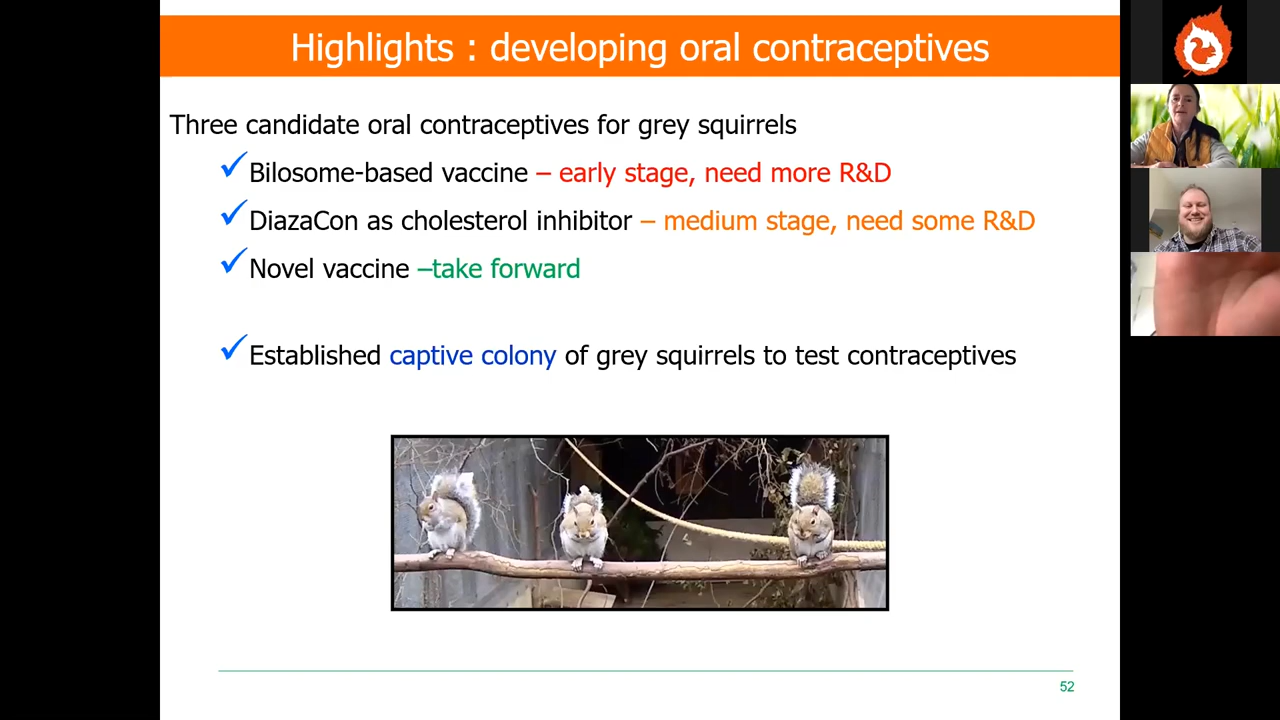 Highlights : developing oral contraceptives
Three candidate oral contraceptives for grey squirrels
✓ Bilosome-based vaccine – early stage, need more R&D
✓ DiazaCon as cholesterol inhibitor – medium stage, need some R&D
✓ Novel vaccine –take forward
✓ Established captive colony of grey squirrels to test contraceptives
52